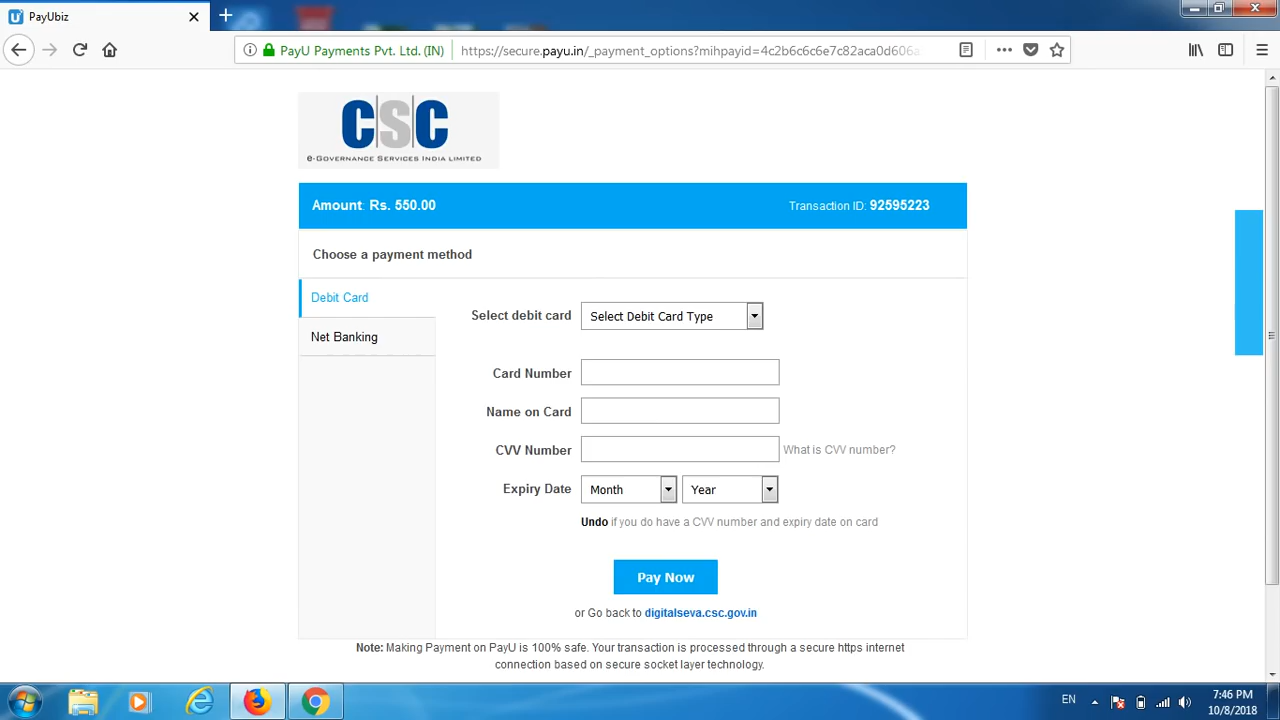 PayUbiz
PayU Payments Pvt. Ltd. (IN)
https://secure.payu.in/_payment_options?mihpayid=4c2b6c6c6e7c82aca0d606a
CSC
e-Governance Services India Limited
Amount: Rs. 550.00
Transaction ID: 92595223
Choose a payment method
Debit Card
Net Banking
Select debit card
Select Debit Card Type
Card Number
Name on Card
CVV Number
What is CVV number?
Expiry Date
Month
Year
Undo if you do have a CVV number and expiry date on card
Pay Now
or Go back to digitalseva.csc.gov.in
Note: Making Payment on PayU is 100% safe. Your transaction is processed through a secure https internet
connection based on secure socket layer technology.
EN
7:46 PM
10/8/2018